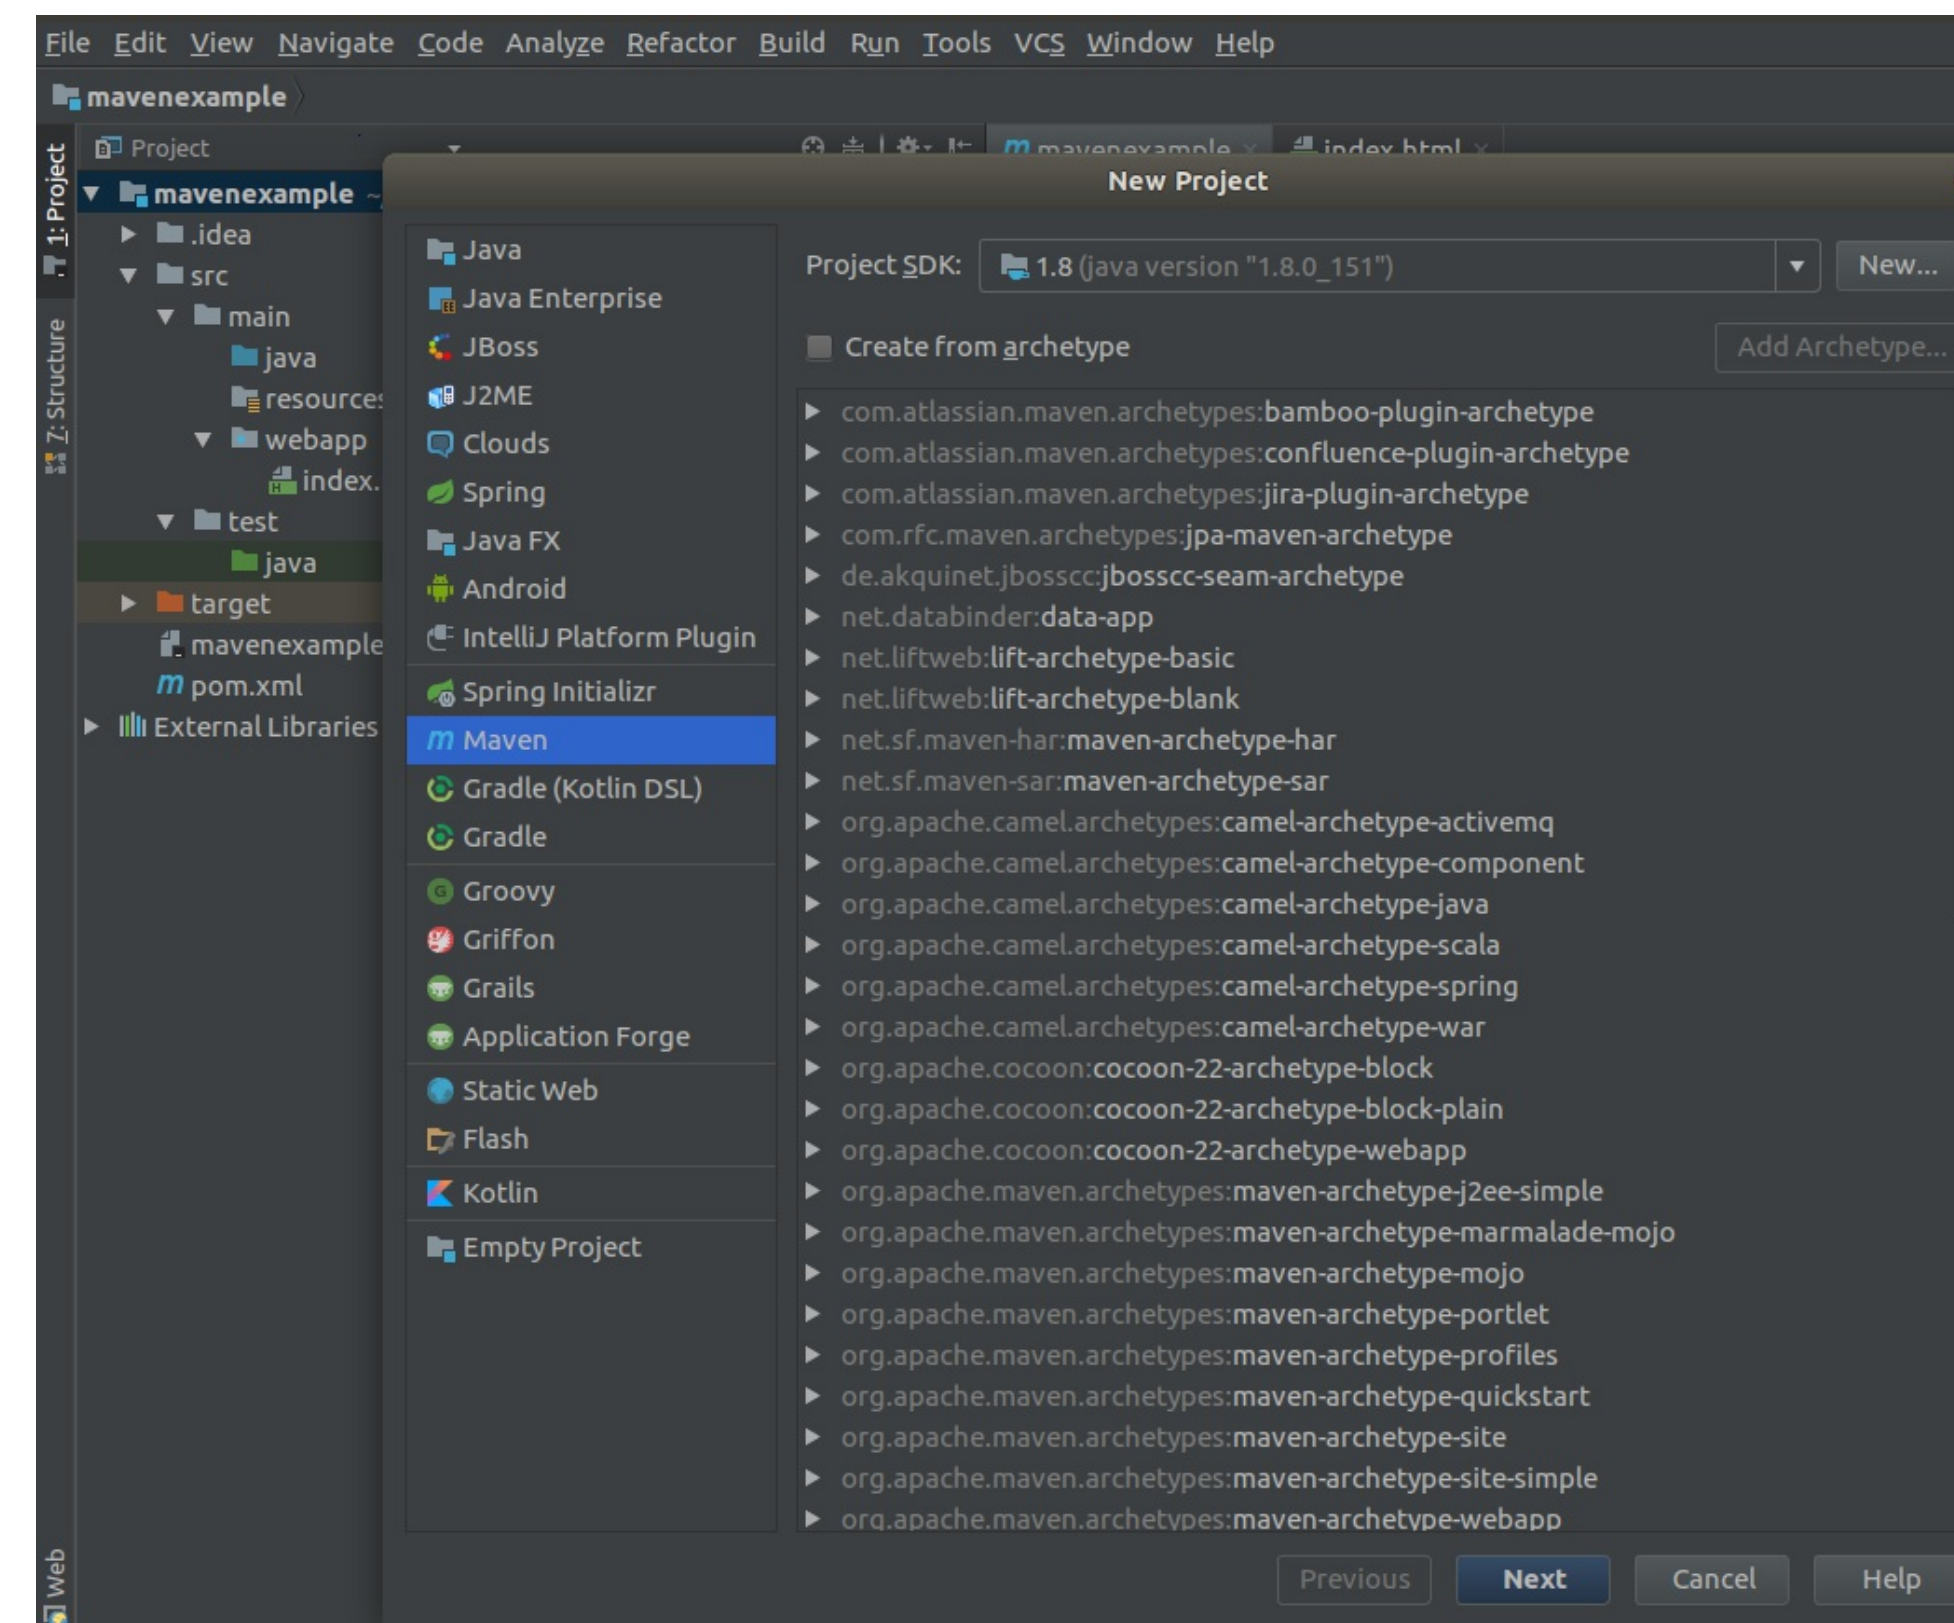 File Edit View Navigate Code Analyze Refactor Build Run Tools VCS Window Help
mavenexample
Project
mavenexample
index.html
1: Project
7: Structure
Web
mavenexample ~
.idea
src
main
java
resources
webapp
index.
test
java
target
mavenexample
pom.xml
External Libraries
New Project
Java
Java Enterprise
JBoss
J2ME
Clouds
Spring
Java FX
Android
IntelliJ Platform Plugin
Spring Initializr
Maven
Gradle (Kotlin DSL)
Gradle
Groovy
Griffon
Grails
Application Forge
Static Web
Flash
Kotlin
Empty Project
Project SDK: 1.8 (java version "1.8.0_151") New...
Create from archetype Add Archetype...
com.atlassian.maven.archetypes:bamboo-plugin-archetype
com.atlassian.maven.archetypes:confluence-plugin-archetype
com.atlassian.maven.archetypes:jira-plugin-archetype
com.rfc.maven.archetypes:jpa-maven-archetype
de.akquinet.jbosscc:jbosscc-seam-archetype
net.databinder:data-app
net.liftweb:lift-archetype-basic
net.liftweb:lift-archetype-blank
net.sf.maven-har:maven-archetype-har
net.sf.maven-sar:maven-archetype-sar
org.apache.camel.archetypes:camel-archetype-activemq
org.apache.camel.archetypes:camel-archetype-component
org.apache.camel.archetypes:camel-archetype-java
org.apache.camel.archetypes:camel-archetype-scala
org.apache.camel.archetypes:camel-archetype-spring
org.apache.camel.archetypes:camel-archetype-war
org.apache.cocoon:cocoon-22-archetype-block
org.apache.cocoon:cocoon-22-archetype-block-plain
org.apache.cocoon:cocoon-22-archetype-webapp
org.apache.maven.archetypes:maven-archetype-j2ee-simple
org.apache.maven.archetypes:maven-archetype-marmalade-mojo
org.apache.maven.archetypes:maven-archetype-mojo
org.apache.maven.archetypes:maven-archetype-portlet
org.apache.maven.archetypes:maven-archetype-profiles
org.apache.maven.archetypes:maven-archetype-quickstart
org.apache.maven.archetypes:maven-archetype-site
org.apache.maven.archetypes:maven-archetype-site-simple
org.apache.maven.archetypes:maven-archetype-webapp
Previous Next Cancel Help